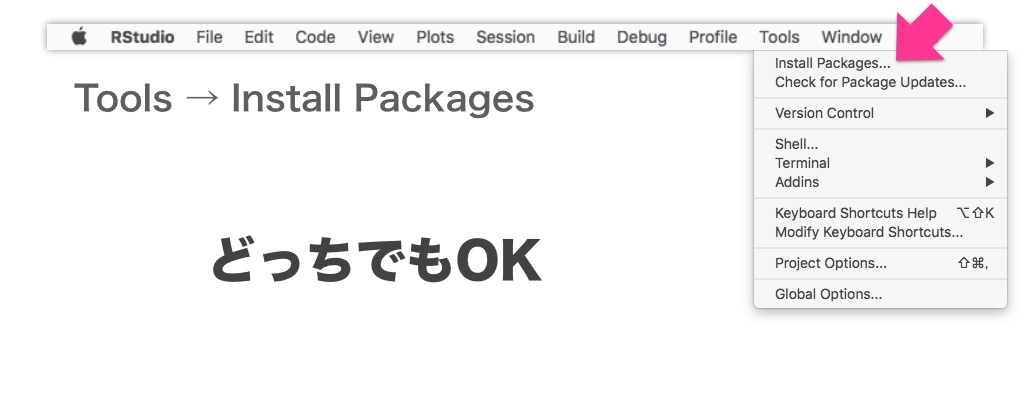 RStudio File Edit Code View Plots Session Build Debug Profile Tools Window
Tools → Install Packages
Install Packages...
Check for Package Updates...
Version Control ▶
Shell...
Terminal ▶
Addins ▶
Keyboard Shortcuts Help ⌥⇧K
Modify Keyboard Shortcuts...
Project Options... ⇧⌘,
Global Options...
どっちでもOK